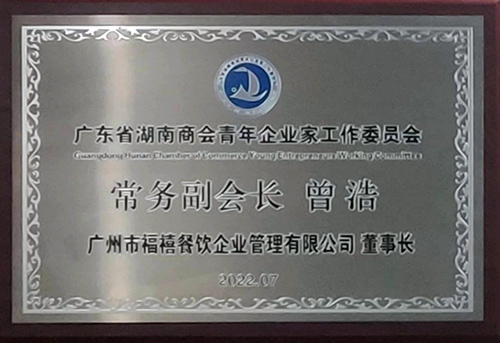 广东省湖南商会青年企业家工作委员会
Guangdong Hunan Chamber of Commerce Young Entrepreneurs Working Committee
常务副会长 曾浩
广州市福禧餐饮企业管理有限公司 董事长
2022.07